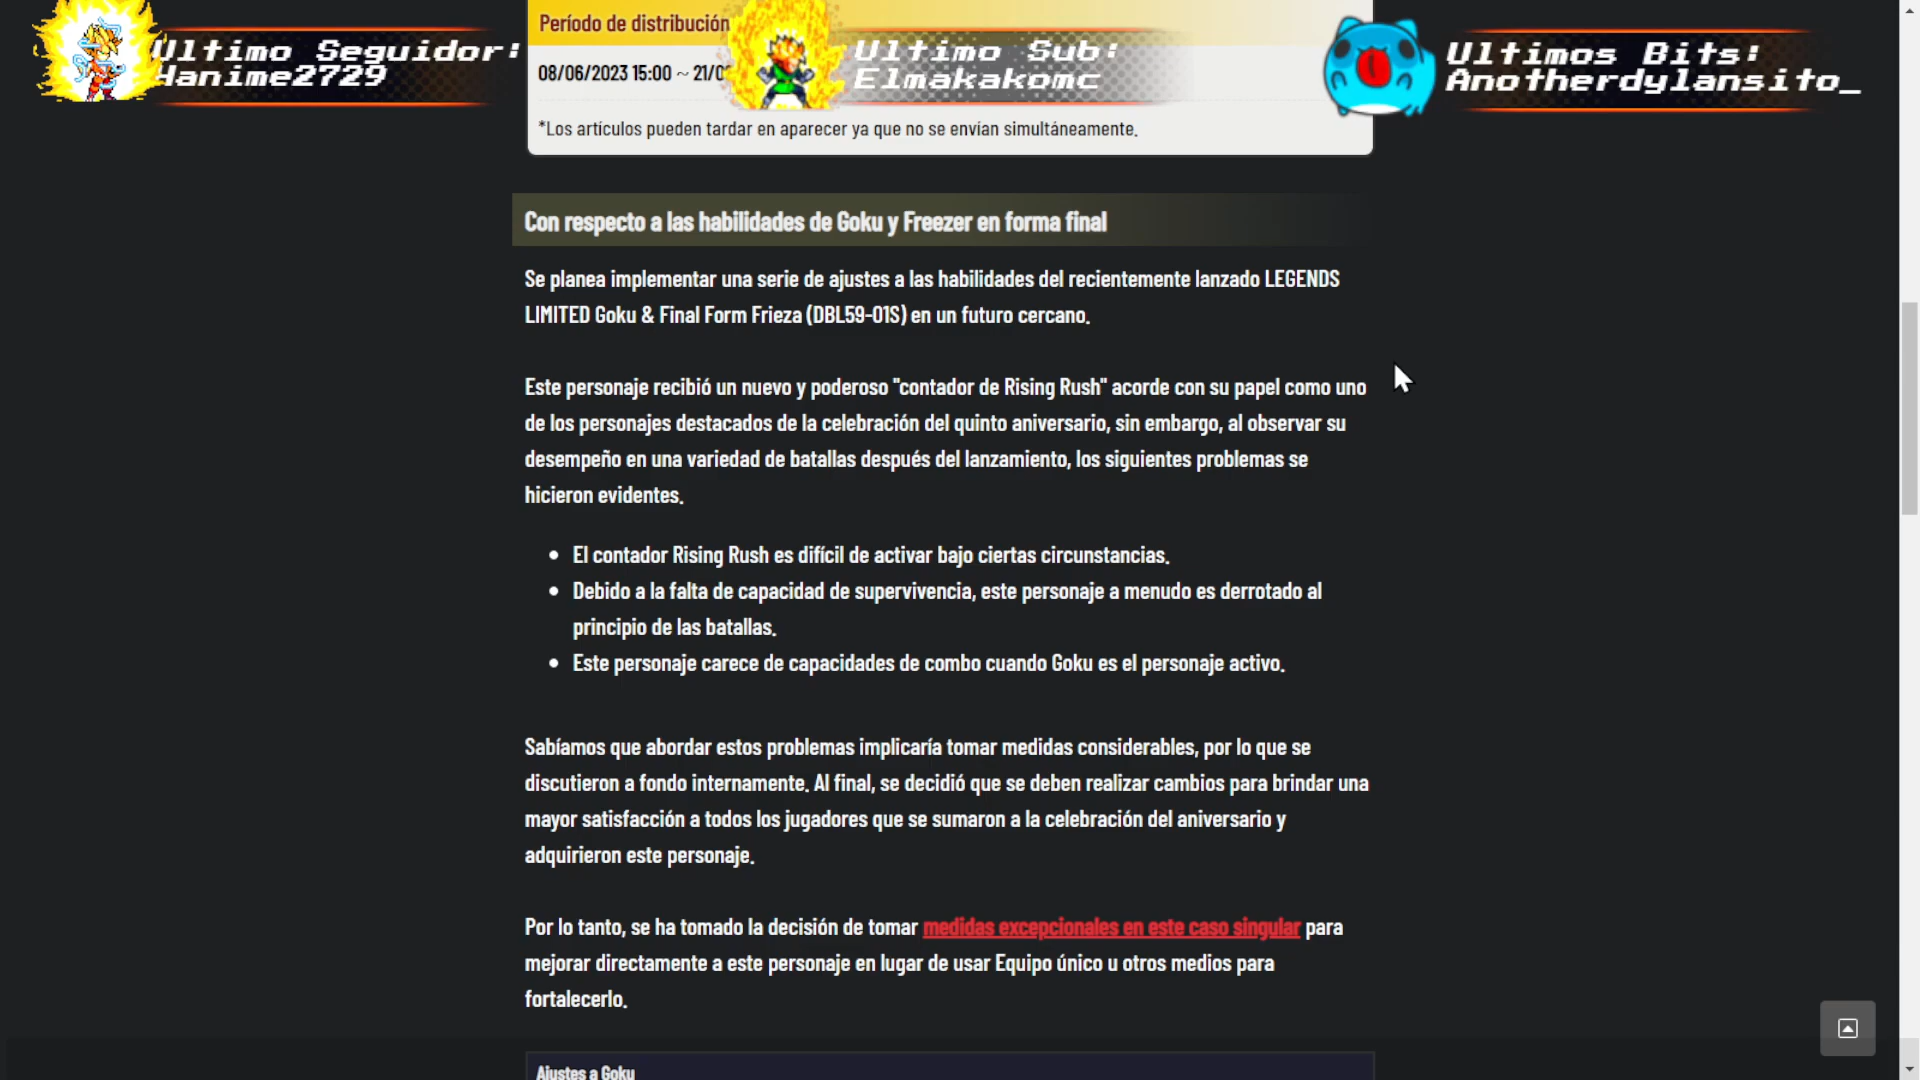 Período de distribución
Ultimo Seguidor:
Yanime2729
Ultimo Sub:
Elmakakomc
Ultimos Bits:
Anotherdylansito_
08/06/2023 15:00 ~ 21/0
*Los artículos pueden tardar en aparecer ya que no se envían simultáneamente.
Con respecto a las habilidades de Goku y Freezer en forma final
Se planea implementar una serie de ajustes a las habilidades del recientemente lanzado LEGENDS
LIMITED Goku & Final Form Frieza (DBL59-01S) en un futuro cercano.
Este personaje recibió un nuevo y poderoso "contador de Rising Rush" acorde con su papel como uno
de los personajes destacados de la celebración del quinto aniversario, sin embargo, al observar su
desempeño en una variedad de batallas después del lanzamiento, los siguientes problemas se
hicieron evidentes.
• El contador Rising Rush es difícil de activar bajo ciertas circunstancias.
• Debido a la falta de capacidad de supervivencia, este personaje a menudo es derrotado al
principio de las batallas.
• Este personaje carece de capacidades de combo cuando Goku es el personaje activo.
Sabíamos que abordar estos problemas implicaría tomar medidas considerables, por lo que se
discutieron a fondo internamente. Al final, se decidió que se deben realizar cambios para brindar una
mayor satisfacción a todos los jugadores que se sumaron a la celebración del aniversario y
adquirieron este personaje.
Por lo tanto, se ha tomado la decisión de tomar medidas excepcionales en este caso singular para
mejorar directamente a este personaje en lugar de usar Equipo único u otros medios para
fortalecerlo.
Ajustes a Goku